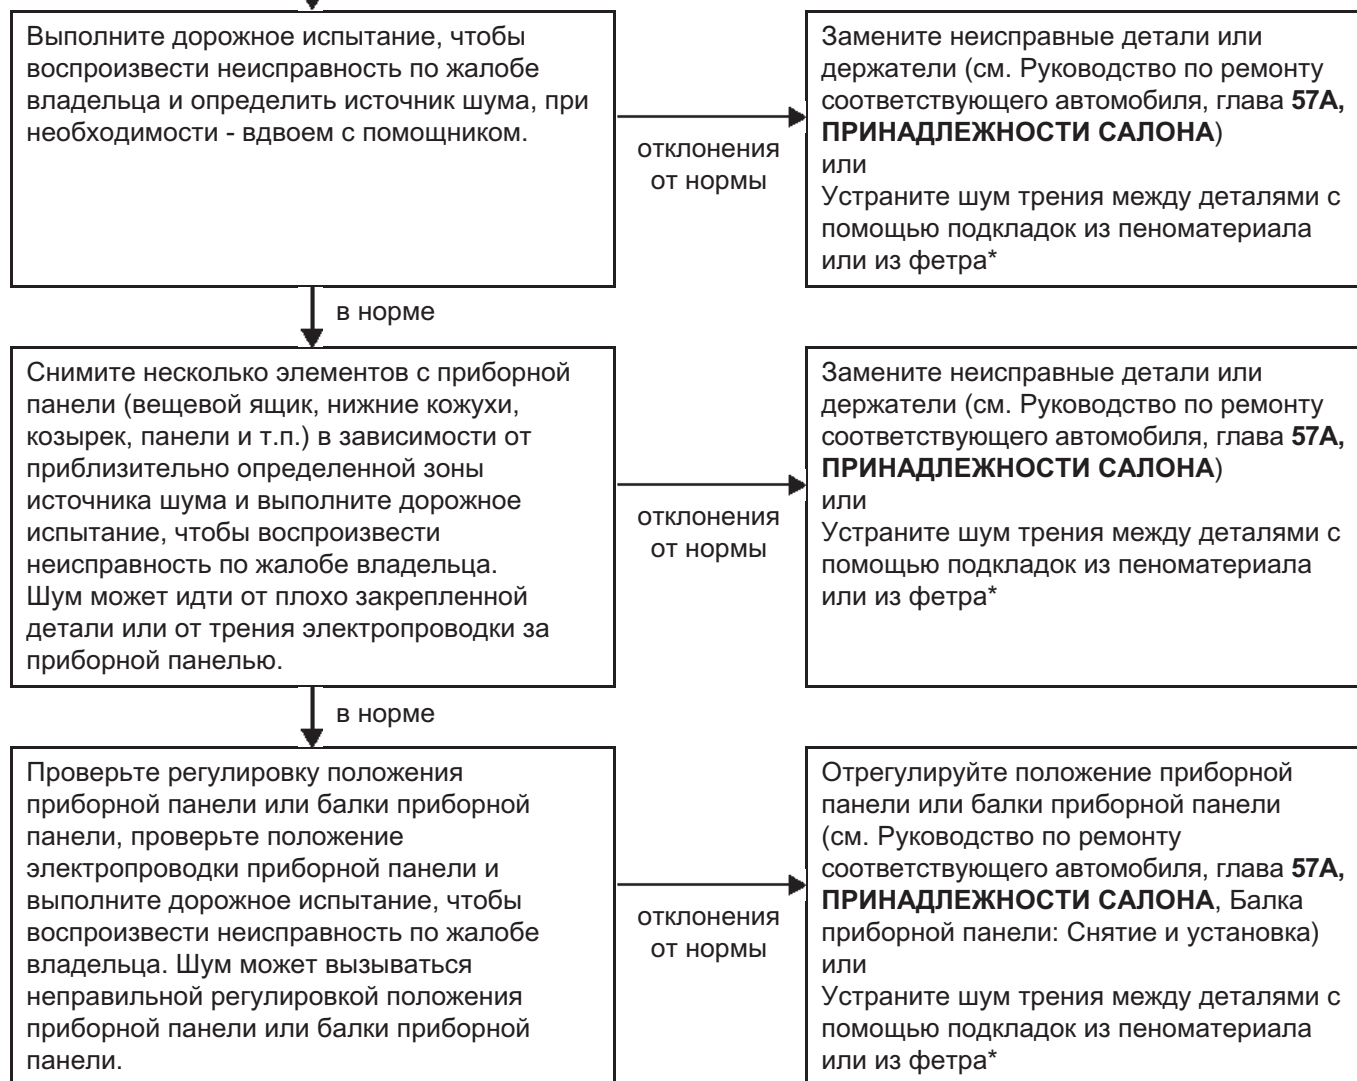 Выполните дорожное испытание, чтобы
воспроизвести неисправность по жалобе
владельца и определить источник шума, при
необходимости - вдвоем с помощником.
отклонения
от нормы
Замените неисправные детали или
держатели (см. Руководство по ремонту
соответствующего автомобиля, глава 57A,
ПРИНАДЛЕЖНОСТИ САЛОНА)
или
Устраните шум трения между деталями с
помощью подкладок из пеноматериала
или из фетра*
в норме
Снимите несколько элементов с приборной
панели (вещевой ящик, нижние кожухи,
козырек, панели и т.п.) в зависимости от
приблизительно определенной зоны
источника шума и выполните дорожное
испытание, чтобы воспроизвести
неисправность по жалобе владельца.
Шум может идти от плохо закрепленной
детали или от трения электропроводки за
приборной панелью.
отклонения
от нормы
Замените неисправные детали или
держатели (см. Руководство по ремонту
соответствующего автомобиля, глава 57A,
ПРИНАДЛЕЖНОСТИ САЛОНА)
или
Устраните шум трения между деталями с
помощью подкладок из пеноматериала
или из фетра*
в норме
Проверьте регулировку положения
приборной панели или балки приборной
панели, проверьте положение
электропроводки приборной панели и
выполните дорожное испытание, чтобы
воспроизвести неисправность по жалобе
владельца. Шум может вызываться
неправильной регулировкой положения
приборной панели или балки приборной
панели.
отклонения
от нормы
Отрегулируйте положение приборной
панели или балки приборной панели
(см. Руководство по ремонту
соответствующего автомобиля, глава 57A,
ПРИНАДЛЕЖНОСТИ САЛОНА, Балка
приборной панели: Снятие и установка)
или
Устраните шум трения между деталями с
помощью подкладок из пеноматериала
или из фетра*